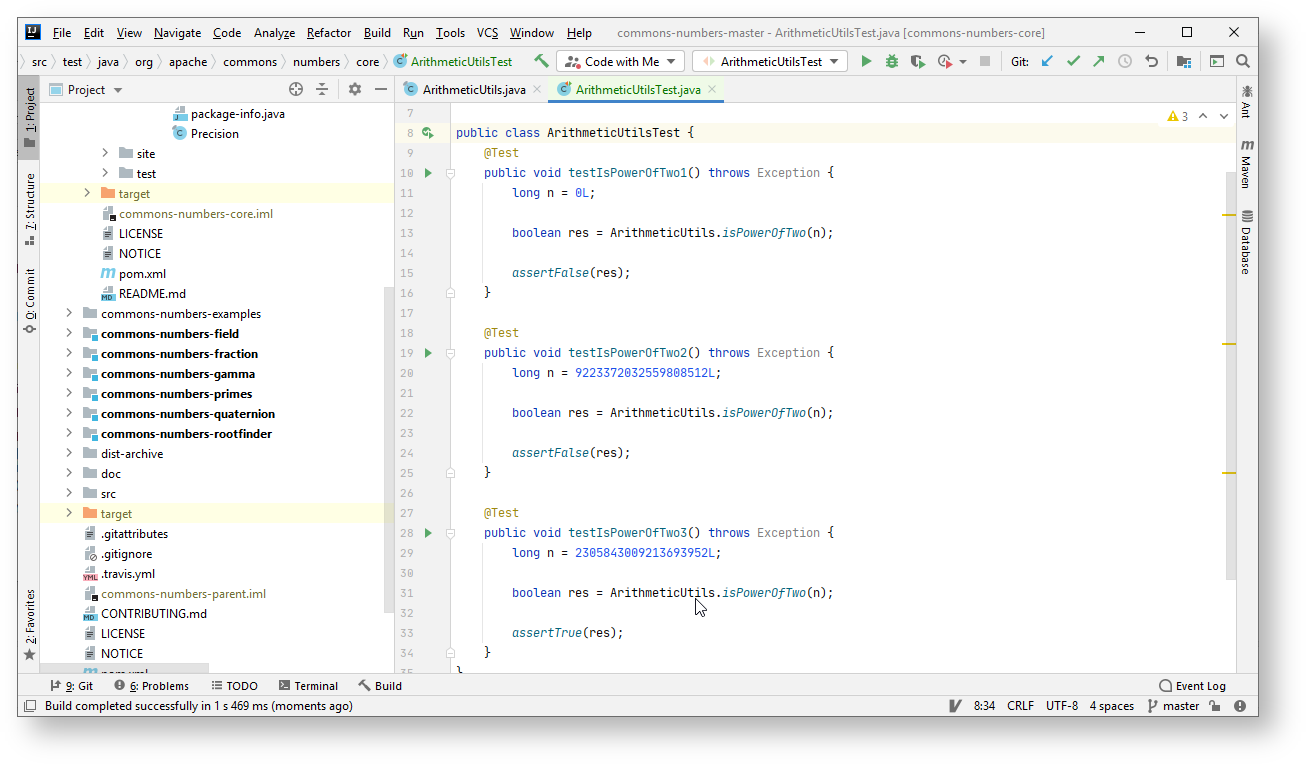 File Edit View Navigate Code Analyze Refactor Build Run Tools VCS Window Help commons-numbers-master - ArithmeticUtilsTest.java [commons-numbers-core]
src test java org apache commons numbers core ArithmeticUtilsTest Code with Me ArithmeticUtilsTest Git:
Project
ArithmeticUtils.java ArithmeticUtilsTest.java
1: Project
7: Structure
0: Commit
2: Favorites
package-info.java
Precision
site
test
target
commons-numbers-core.iml
LICENSE
NOTICE
pom.xml
README.md
commons-numbers-examples
commons-numbers-field
commons-numbers-fraction
commons-numbers-gamma
commons-numbers-primes
commons-numbers-quaternion
commons-numbers-rootfinder
dist-archive
doc
src
target
.gitattributes
.gitignore
.travis.yml
commons-numbers-parent.iml
CONTRIBUTING.md
LICENSE
NOTICE
pom.xml
7
8 public class ArithmeticUtilsTest {
9 @Test
10 public void testIsPowerOfTwo1() throws Exception {
11 long n = 0L;
12
13 boolean res = ArithmeticUtils.isPowerOfTwo(n);
14
15 assertFalse(res);
16 }
17
18 @Test
19 public void testIsPowerOfTwo2() throws Exception {
20 long n = 9223372032559808512L;
21
22 boolean res = ArithmeticUtils.isPowerOfTwo(n);
23
24 assertFalse(res);
25 }
26
27 @Test
28 public void testIsPowerOfTwo3() throws Exception {
29 long n = 2305843009213693952L;
30
31 boolean res = ArithmeticUtils.isPowerOfTwo(n);
32
33 assertTrue(res);
34 }
35 }
3
Ant
Maven
Database
9: Git 6: Problems TODO Terminal Build Event Log
Build completed successfully in 1 s 469 ms (moments ago) 8:34 CRLF UTF-8 4 spaces master